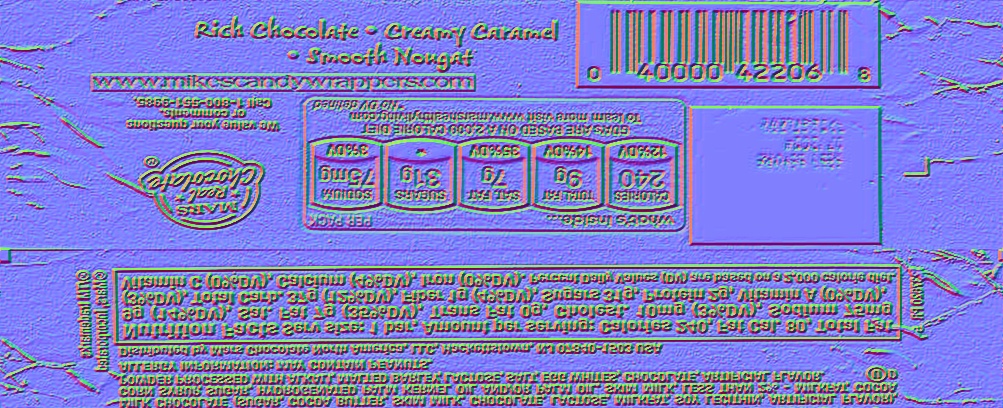 Rich Chocolate • Creamy Caramel
• Smooth Nougat
www.mikescandywrappers.com
0 40000 42206 8
We value your questions
or comments.
Call 1-800-551-9895.
MARS
Real
Chocolate
®
What's inside... PER PACK
CALORIES TOTAL FAT SAT. FAT SUGARS SODIUM
240 9g 7g 31g 75mg
12%DV 14%DV 35%DV * 3%DV
GDAs ARE BASED ON A 2,000 CALORIE DIET
To learn more visit www.marshealthyliving.com
MILK CHOCOLATE (SUGAR, COCOA BUTTER, SKIM MILK, CHOCOLATE, LACTOSE, MILKFAT, SOY LECITHIN, ARTIFICIAL FLAVOR),
CORN SYRUP, SUGAR, HYDROGENATED PALM KERNEL OIL AND/OR PALM OIL, SKIM MILK, LESS THAN 2% - MILKFAT, COCOA
POWDER PROCESSED WITH ALKALI, MALTED BARLEY, LACTOSE, SALT, EGG WHITES, CHOCOLATE, ARTIFICIAL FLAVOR.
ALLERGY INFORMATION: MAY CONTAIN PEANUTS.
Distributed by Mars Chocolate North America, LLC, Hackettstown, NJ 07840-1503 USA
Nutrition Facts Serv size: 1 bar, Amount per serving: Calories 240, Fat Cal. 80, Total Fat
9g (14%DV), Sat. Fat 7g (35%DV), Trans Fat 0g, Cholest. 10mg (3%DV), Sodium 75mg
(3%DV), Total Carb. 37g (12%DV), Fiber 1g (4%DV), Sugars 31g, Protein 2g, Vitamin A (0%DV),
Vitamin C (0%DV), Calcium (4%DV), Iron (0%DV). Percent Daily Values (DV) are based on a 2,000 calorie diet.